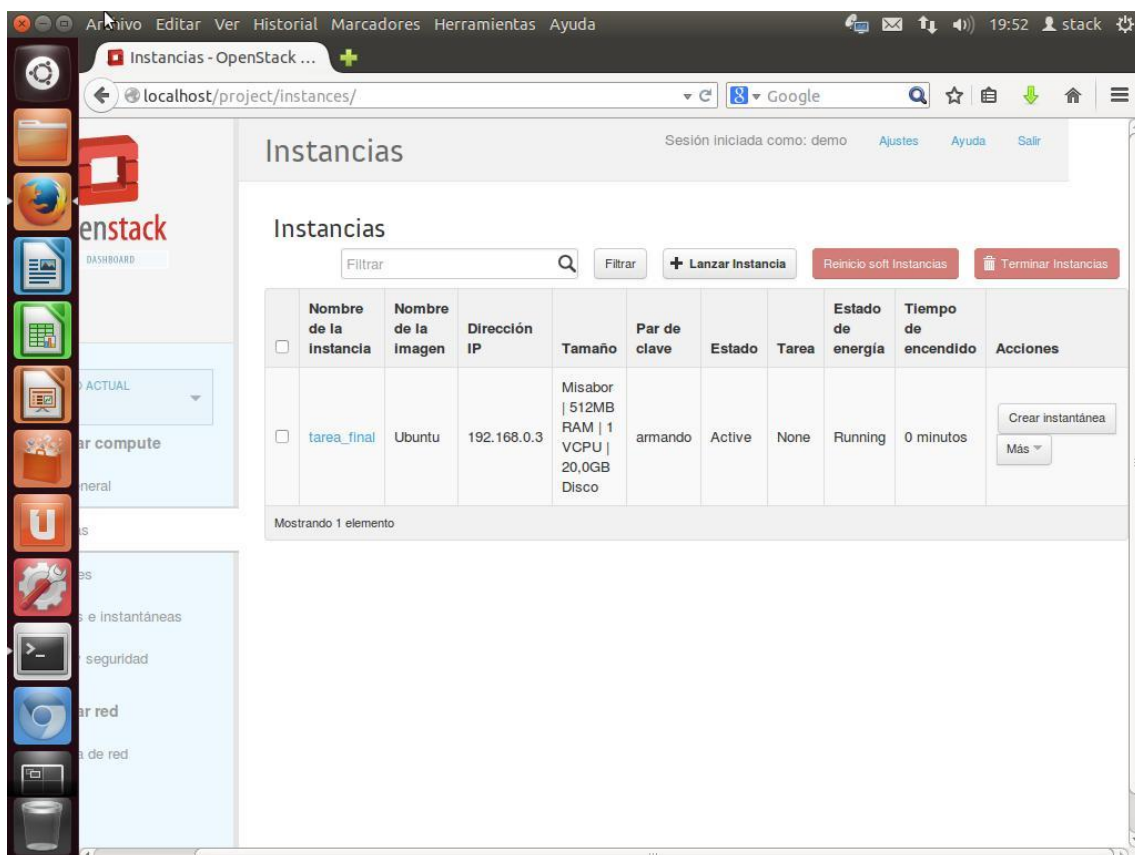 Archivo Editar Ver Historial Marcadores Herramientas Ayuda
19:52 stack
Instancias - OpenStack ...
localhost/project/instances/
Google
Instancias
Sesión iniciada como: demo Ajustes Ayuda Salir
enstack
DASHBOARD
Instancias
Filtrar
Filtrar
Lanzar Instancia
Reinicio soft Instancias
Terminar Instancias
Nombre
de la
instancia
Nombre
de la
imagen
Dirección
IP
Tamaño
Par de
clave
Estado
Tarea
Estado
de
energía
Tiempo
de
encendido
Acciones
tarea_final
Ubuntu
192.168.0.3
Misabor
| 512MB
RAM | 1
VCPU |
20,0GB
Disco
armando
Active
None
Running
0 minutos
Crear instantánea
Más
Mostrando 1 elemento
ACTUAL
ar compute
neral
as
es
s e instantáneas
seguridad
ar red
a de red